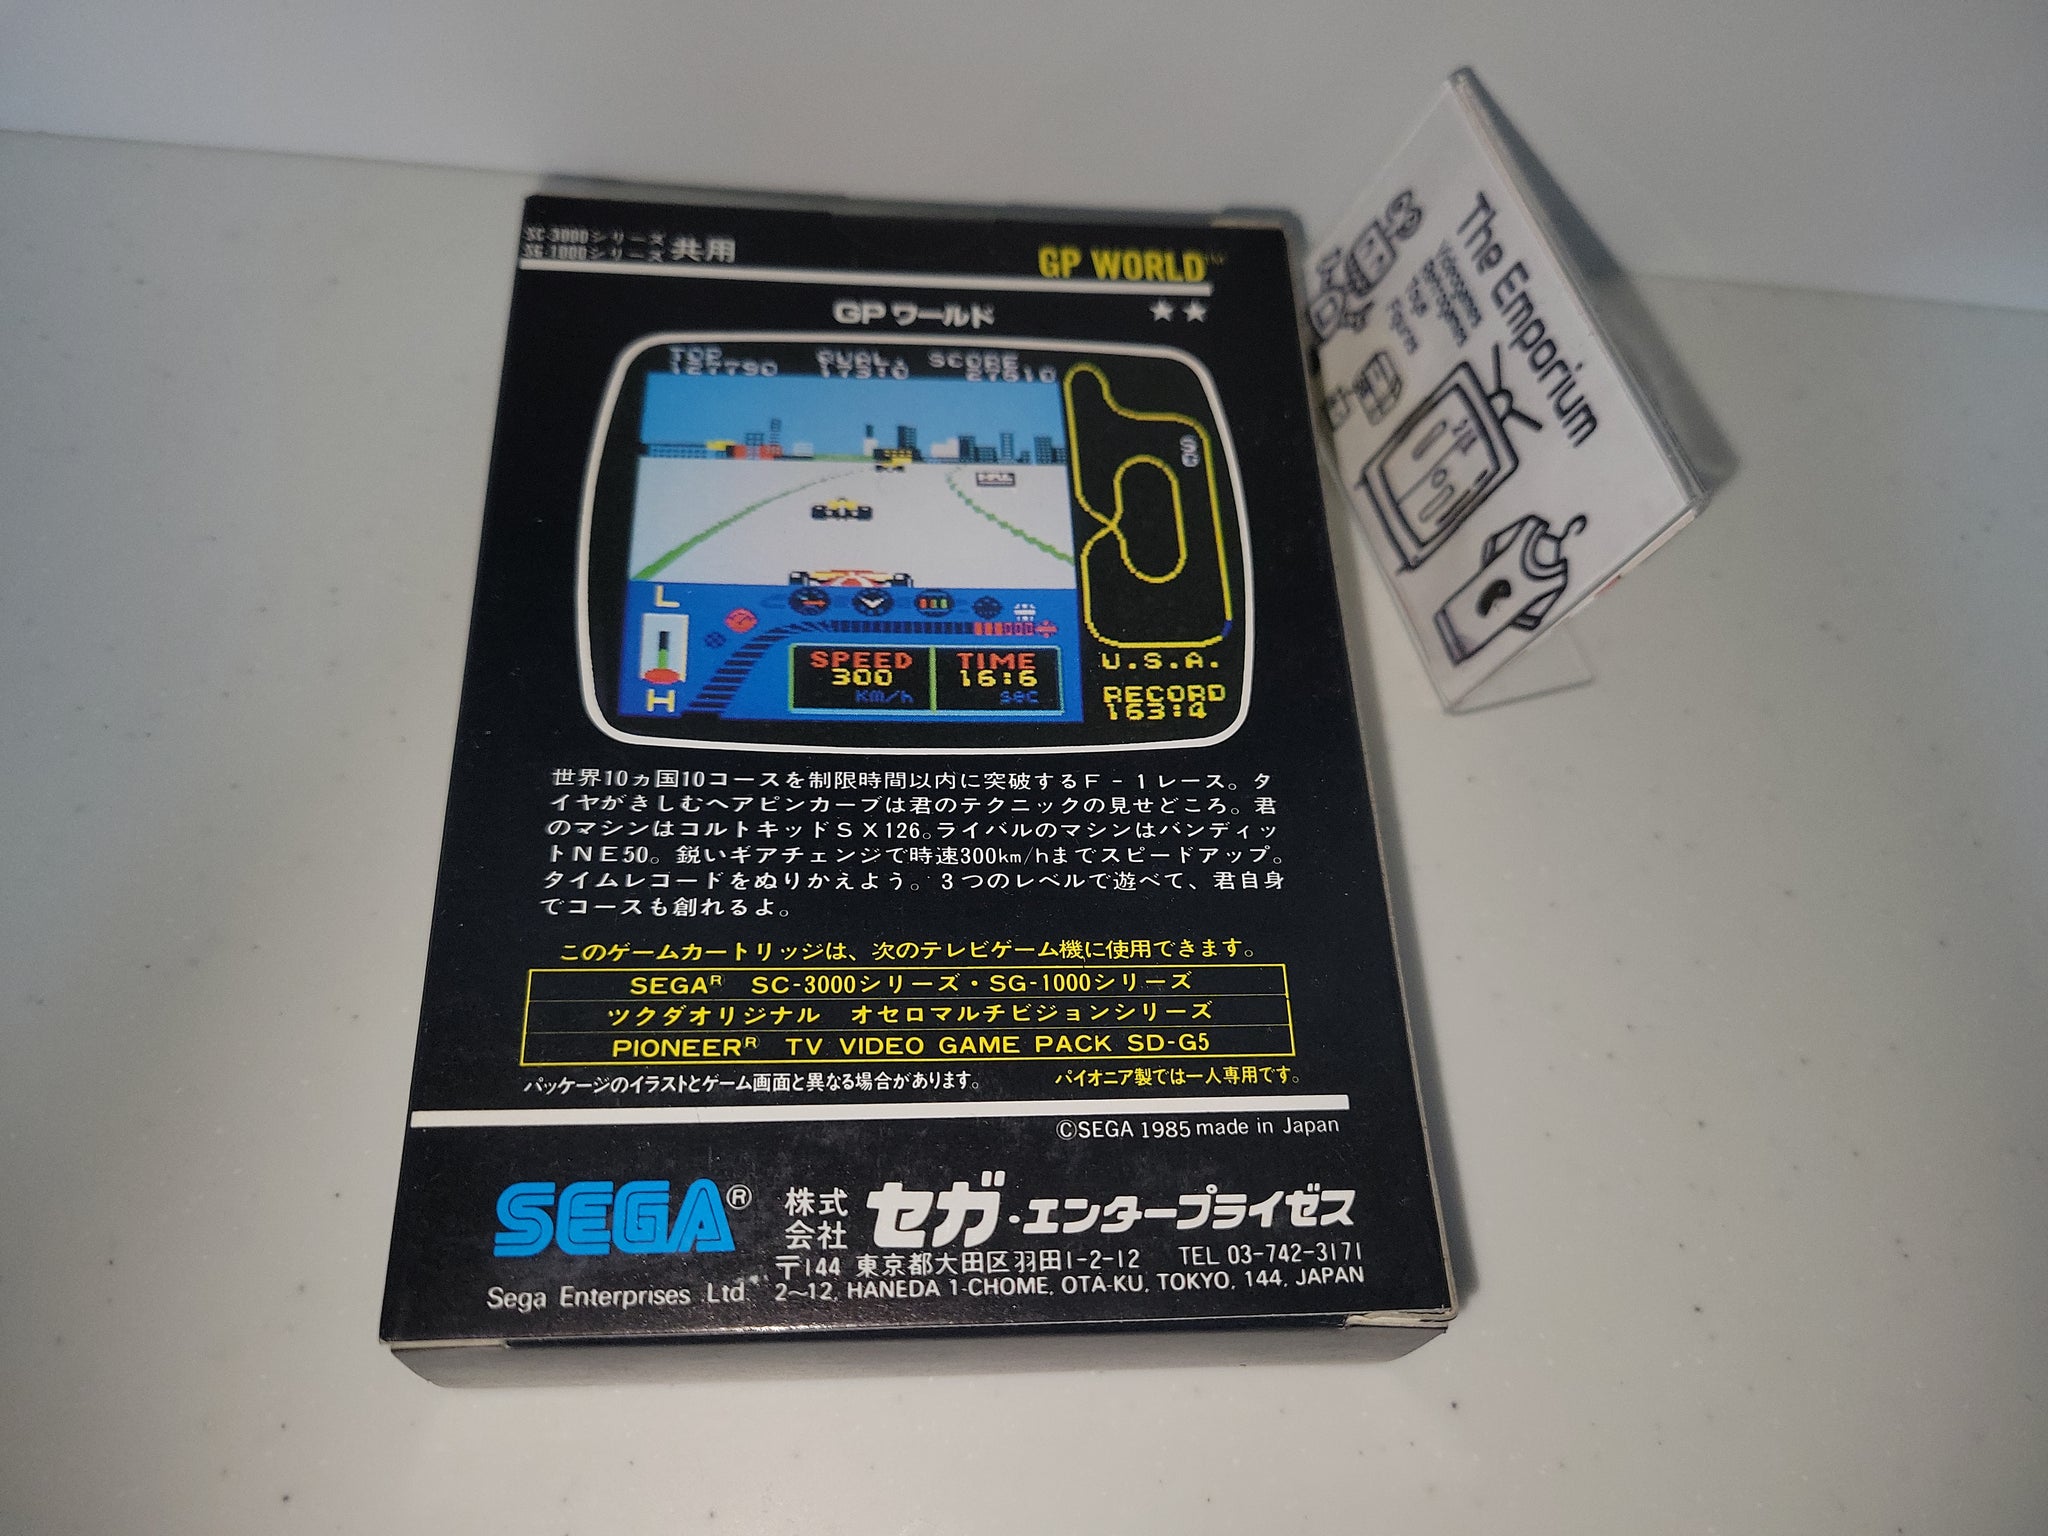 SC-3000シリーズ
SG-1000シリーズ 共用
GP WORLD™
GPワールド ★★
TOP QUAL. SCORE
127790 17310 27610
SG
L
H
SPEED TIME
300 16:6
KM/h sec
U.S.A.
RECORD
163:4
世界10ヵ国10コースを制限時間以内に突破するF-1レース。タ
イヤがきしむヘアピンカーブは君のテクニックの見せどころ。君
のマシンはコルトキッドSX126。ライバルのマシンはバンディッ
トNE50。鋭いギアチェンジで時速300km/hまでスピードアップ。
タイムレコードをぬりかえよう。3つのレベルで遊べて、君自身
でコースも創れるよ。
このゲームカートリッジは、次のテレビゲーム機に使用できます。
SEGA® SC-3000シリーズ・SG-1000シリーズ
ツクダオリジナル オセロマルチビジョンシリーズ
PIONEER® TV VIDEO GAME PACK SD-G5
パッケージのイラストとゲーム画面と異なる場合があります。 パイオニア製では一人専用です。
©SEGA 1985 made in Japan
SEGA® 株式会社 セガ・エンタープライゼス
〒144 東京都大田区羽田1-2-12 TEL 03-742-3171
Sega Enterprises Ltd. 2~12, HANEDA 1-CHOME, OTA-KU, TOKYO, 144, JAPAN
The Emporium
Videogames
Retrogames
Toys
Figures